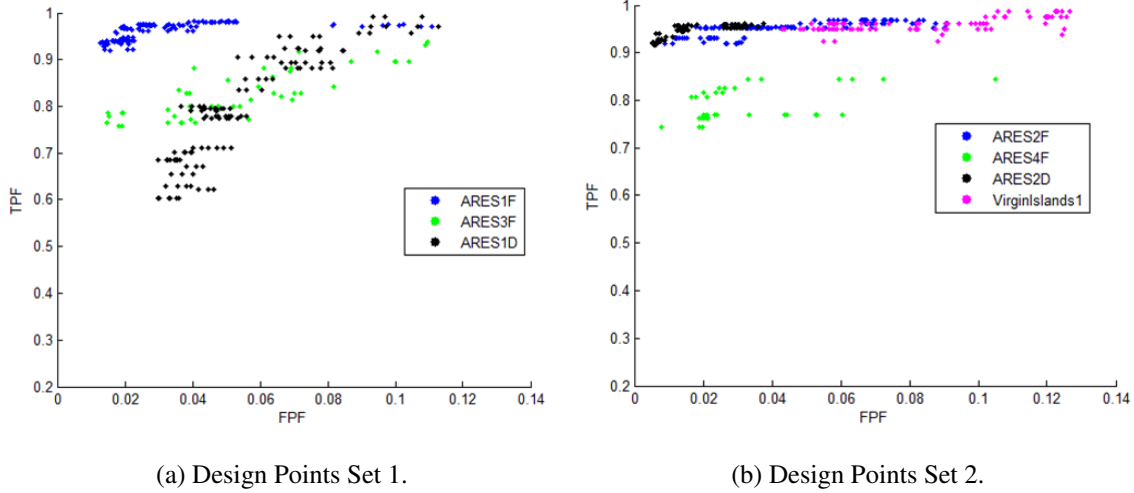 1
0.9
0.8
0.7
0.6
0.5
0.4
0.3
0.2
TPF
0 0.02 0.04 0.06 0.08 0.1 0.12 0.14
FPF
ARES1F
ARES3F
ARES1D
(a) Design Points Set 1.
1
0.9
0.8
0.7
0.6
0.5
0.4
0.3
0.2
TPF
0 0.02 0.04 0.06 0.08 0.1 0.12 0.14
FPF
ARES2F
ARES4F
ARES2D
VirginIslands1
(b) Design Points Set 2.